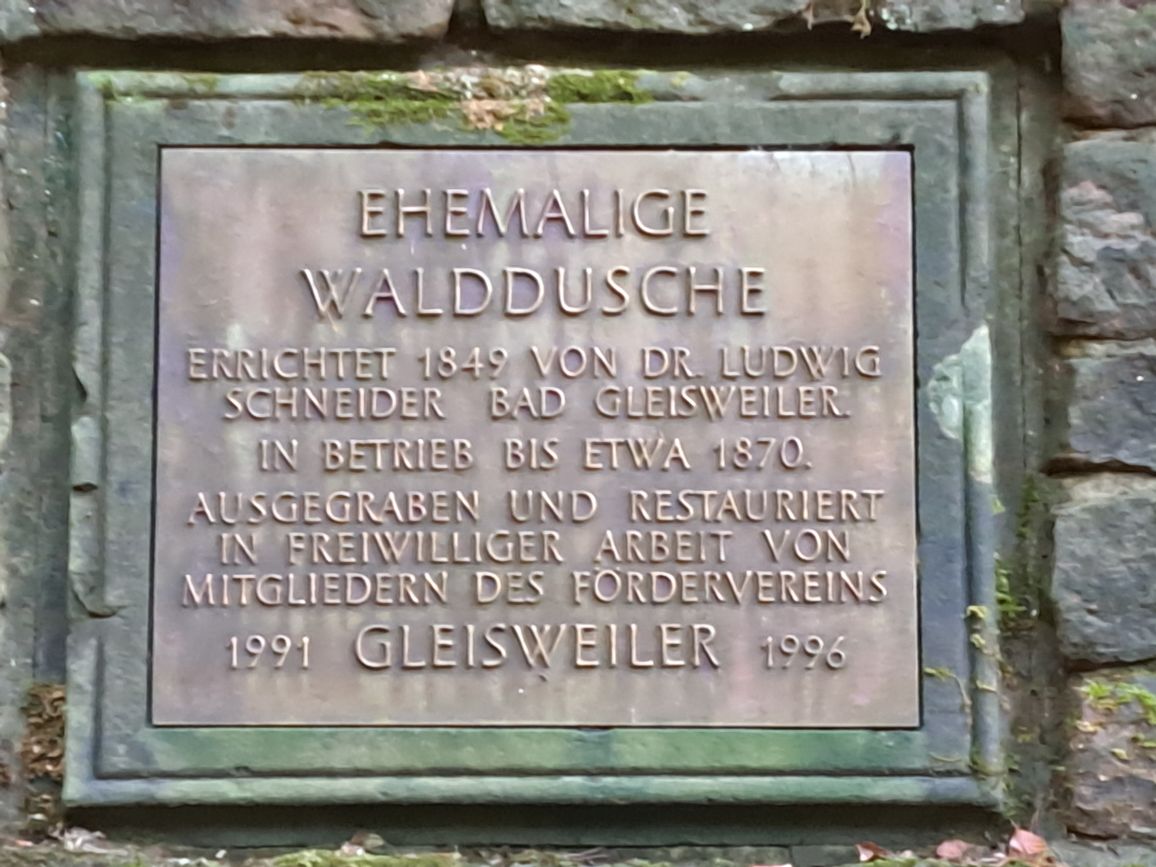 EHEMALIGE
WALDDUSCHE
ERRICHTET 1849 VON DR. LUDWIG
SCHNEIDER BAD GLEISWEILER.
IN BETRIEB BIS ETWA 1870.
AUSGEGRABEN UND RESTAURIERT
IN FREIWILLIGER ARBEIT VON
MITGLIEDERN DES FÖRDERVEREINS
1991 GLEISWEILER 1996